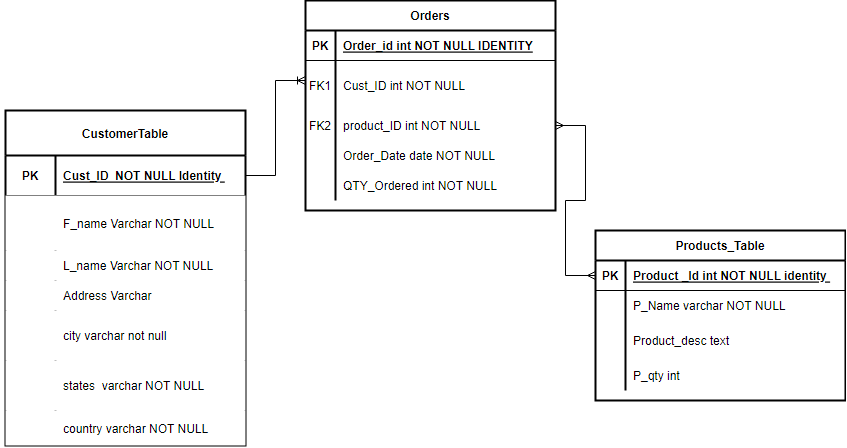 Orders
PK Order_id int NOT NULL IDENTITY
FK1 Cust_ID int NOT NULL
FK2 product_ID int NOT NULL
Order_Date date NOT NULL
QTY_Ordered int NOT NULL
CustomerTable
PK Cust_ID NOT NULL Identity
F_name Varchar NOT NULL
L_name Varchar NOT NULL
Address Varchar
city varchar not null
states varchar NOT NULL
country varchar NOT NULL
Products_Table
PK Product _Id int NOT NULL identity
P_Name varchar NOT NULL
Product_desc text
P_qty int